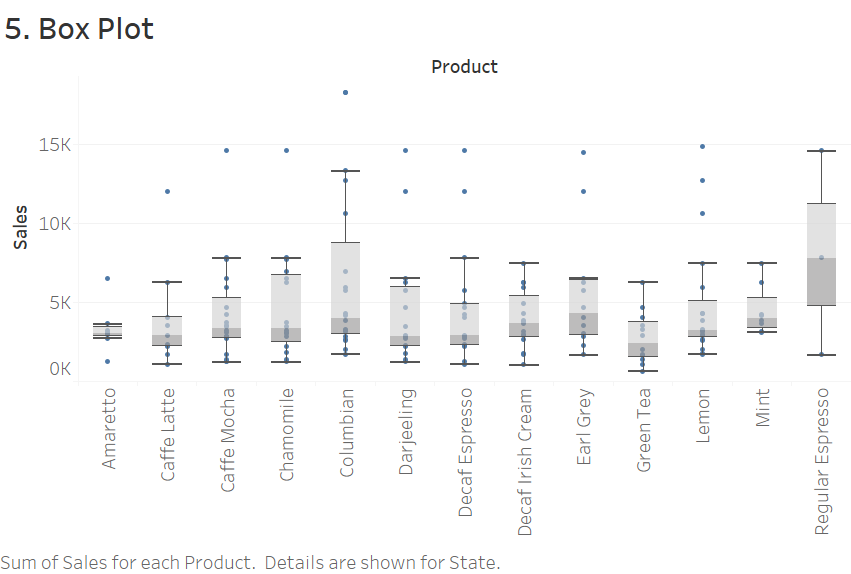 5. Box Plot
Product
Sales
15K
10K
5K
0K
Amaretto
Caffe Latte
Caffe Mocha
Chamomile
Columbian
Darjeeling
Decaf Espresso
Decaf Irish Cream
Earl Grey
Green Tea
Lemon
Mint
Regular Espresso
Sum of Sales for each Product.  Details are shown for State.